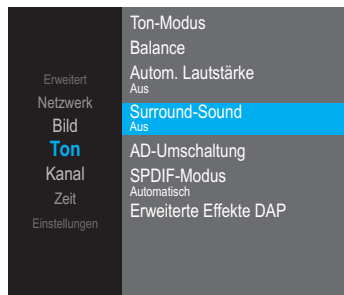 Erweitert
Netzwerk
Bild
Ton
Kanal
Zeit
Einstellungen
Ton-Modus
Balance
Autom. Lautstärke
Aus
Surround-Sound
Aus
AD-Umschaltung
SPDIF-Modus
Automatisch
Erweiterte Effekte DAP